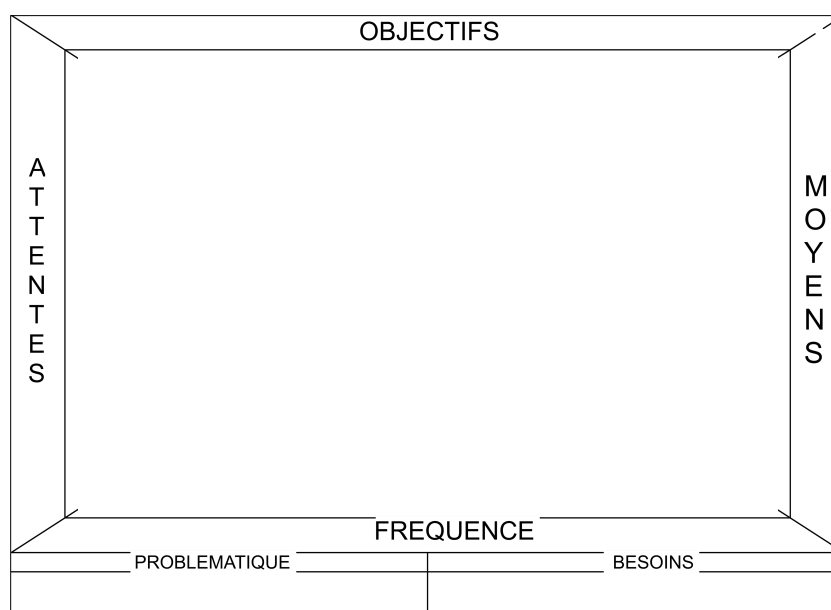 OBJECTIFS
ATTENTES
MOYENS
FREQUENCE
PROBLEMATIQUE
BESOINS